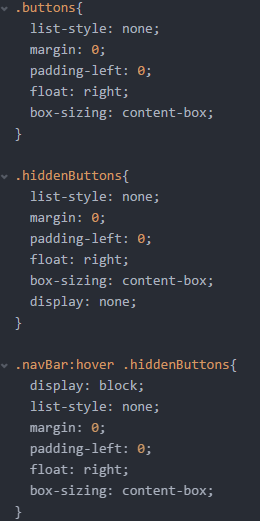 .buttons{
  list-style: none;
  margin: 0;
  padding-left: 0;
  float: right;
  box-sizing: content-box;
}

.hiddenButtons{
  list-style: none;
  margin: 0;
  padding-left: 0;
  float: right;
  box-sizing: content-box;
  display: none;
}

.navBar:hover .hiddenButtons{
  display: block;
  list-style: none;
  margin: 0;
  padding-left: 0;
  float: right;
  box-sizing: content-box;
}